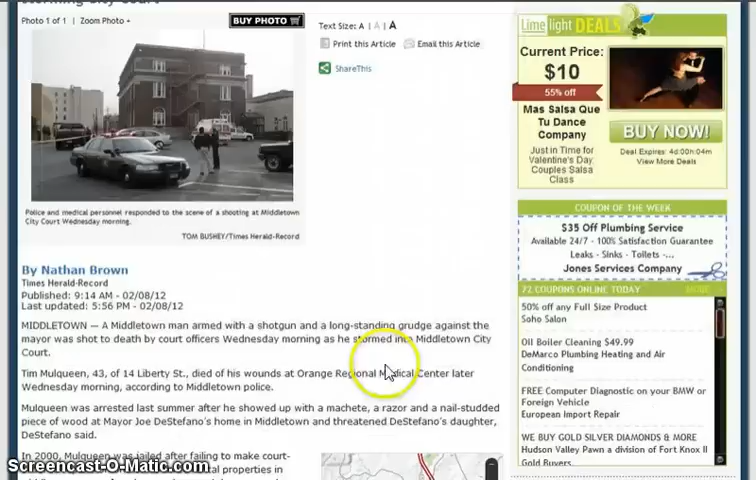 Photo 1 of 1 | Zoom Photo +
BUY PHOTO
Text Size: A | A | A
Print this Article Email this Article
ShareThis
Police and medical personnel responded to the scene of a shooting at Middletown
City Court Wednesday morning.
TOM BUSHEY/Times Herald-Record
By Nathan Brown
Times Herald-Record
Published: 9:14 AM - 02/08/12
Last updated: 5:56 PM - 02/08/12
MIDDLETOWN — A Middletown man armed with a shotgun and a long-standing grudge against the
mayor was shot to death by court officers Wednesday morning as he stormed into Middletown City
Court.
Tim Mulqueen, 43, of 14 Liberty St., died of his wounds at Orange Regional Medical Center later
Wednesday morning, according to Middletown police.
Mulqueen was arrested last summer after he showed up with a machete, a razor and a nail-studded
piece of wood at Mayor Joe DeStefano's home in Middletown and threatened DeStefano's daughter,
DeStefano said.
In 2000, Mulqueen was jailed after failing to make court-
properties in
Screencast-O-Matic.com
Limelight DEALS
Current Price:
$10
55% off
Mas Salsa Que
Tu Dance
Company
Just in Time for
Valentine's Day,
Couples Salsa
Class
BUY NOW!
Deal Expires: 4d:00h:04m
View More Deals
COUPON OF THE WEEK
$35 Off Plumbing Service
Available 24/7 - 100% Satisfaction Guarantee
Leaks - Sinks - Toilets -...
Jones Services Company
72 COUPONS ONLINE TODAY MORE
50% off any Full Size Product
Soho Salon
Oil Boiler Cleaning $49.99
DeMarco Plumbing Heating and Air
Conditioning
FREE Computer Diagnostic on your BMW or
Foreign Vehicle
European Import Repair
WE BUY GOLD SILVER DIAMONDS & MORE
Hudson Valley Pawn a division of Fort Knox II
Gold Buyers